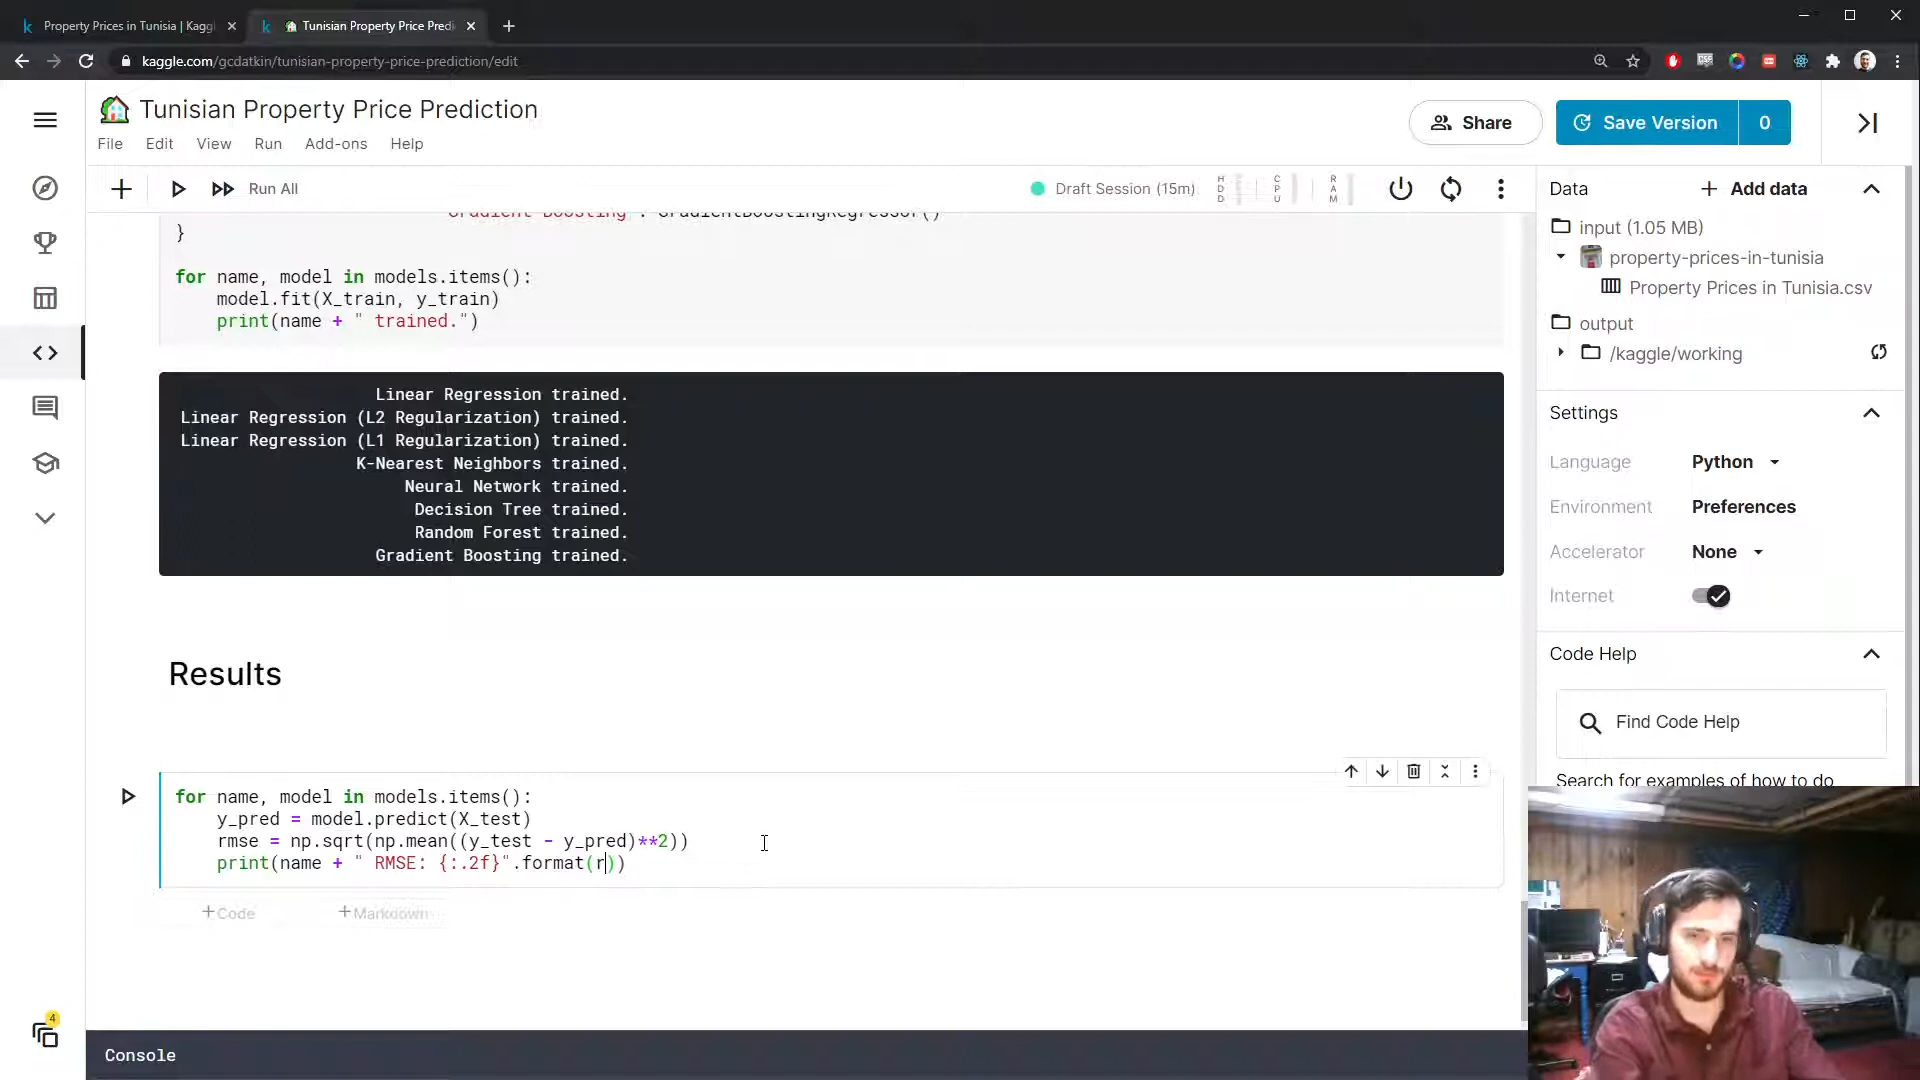 Property Prices in Tunisia | Kaggl
Tunisian Property Price Predi
kaggle.com/gcdatkin/tunisian-property-price-prediction/edit
Tunisian Property Price Prediction
File Edit View Run Add-ons Help
Share
Save Version 0
Run All
Draft Session (15m)
HDD
CPU
RAM
"Gradient Boosting": GradientBoostingRegressor()
}
for name, model in models.items():
model.fit(X_train, y_train)
print(name + " trained.")
Linear Regression trained.
Linear Regression (L2 Regularization) trained.
Linear Regression (L1 Regularization) trained.
K-Nearest Neighbors trained.
Neural Network trained.
Decision Tree trained.
Random Forest trained.
Gradient Boosting trained.
Results
for name, model in models.items():
y_pred = model.predict(X_test)
rmse = np.sqrt(np.mean((y_test - y_pred)**2))
print(name + " RMSE: {:.2f}".format(r))
+Code
+Markdown
Console
4
Data
+ Add data
input (1.05 MB)
property-prices-in-tunisia
Property Prices in Tunisia.csv
output
/kaggle/working
Settings
Language Python
Environment Preferences
Accelerator None
Internet
Code Help
Find Code Help
Search for examples of how to do